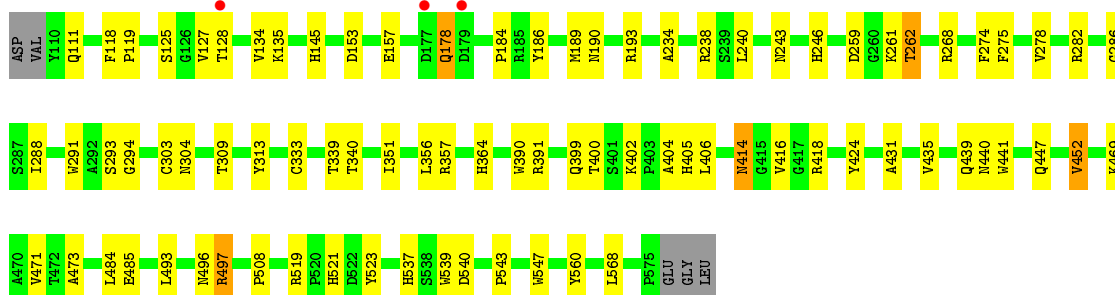 ASP VAL Y110 Q111 F118 P119 S125 G126 V127 T128 V134 K135 H145 D153 E157 D177 Q178 D179 P184 R185 Y186 M189 N190 R193 A234 R238 S239 L240 N243 H246 D259 G260 K261 T262 R268 F274 F275 V278 R282 G286
S287 I288 W291 A292 S293 G294 C303 N304 T309 Y313 C333 T339 T340 I351 L356 R357 H364 W390 R391 Q399 T400 S401 K402 P403 A404 H405 L406 N414 G415 V416 G417 R418 Y424 A431 V435 Q439 N440 W441 Q447 V452 K469
A470 V471 T472 A473 L484 E485 L493 N496 R497 P508 R519 P520 H521 D522 Y523 H537 S538 W539 D540 P543 W547 Y560 L568 P575 GLU GLY LEU